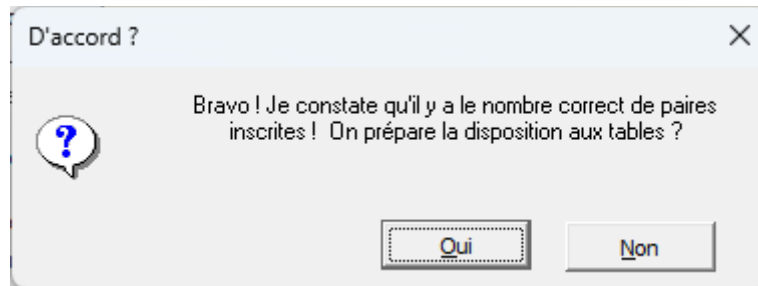 D'accord ?
Bravo ! Je constate qu'il y a le nombre correct de paires
inscrites !  On prépare la disposition aux tables ?
Oui
Non